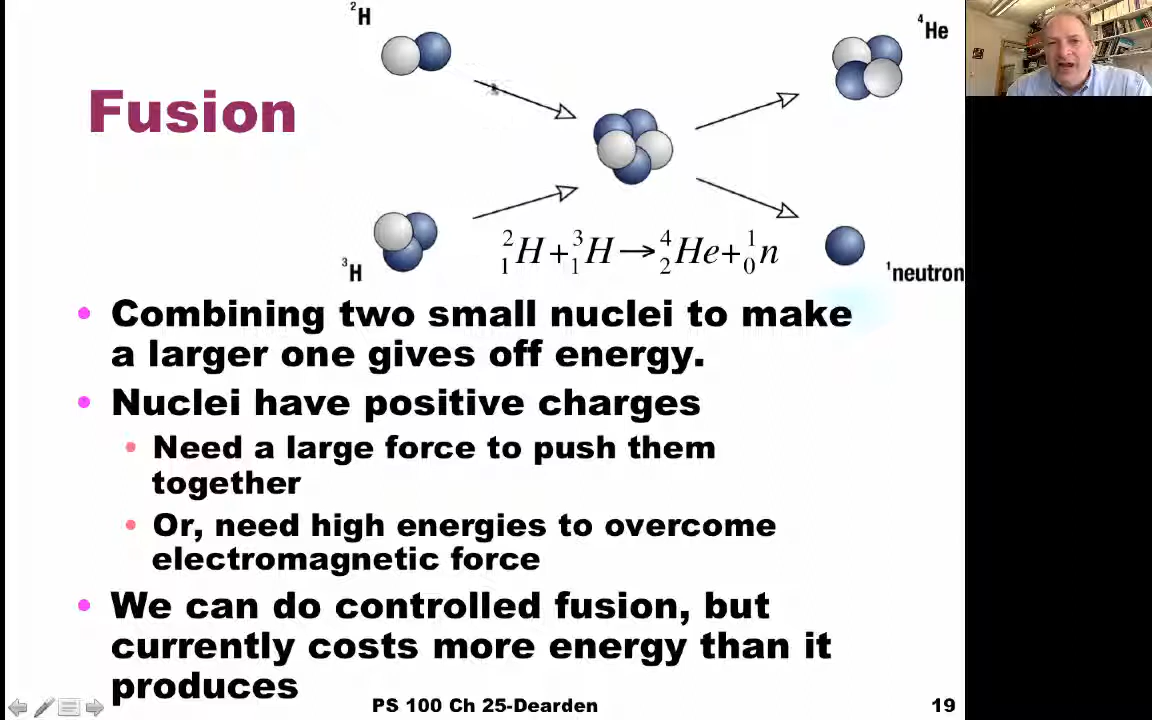 ²H
⁴He
Fusion
³H
²₁H+³₁H→⁴₂He+¹₀n
¹neutron
• Combining two small nuclei to make
a larger one gives off energy.
• Nuclei have positive charges
• Need a large force to push them
together
• Or, need high energies to overcome
electromagnetic force
• We can do controlled fusion, but
currently costs more energy than it
produces
PS 100 Ch 25-Dearden
19